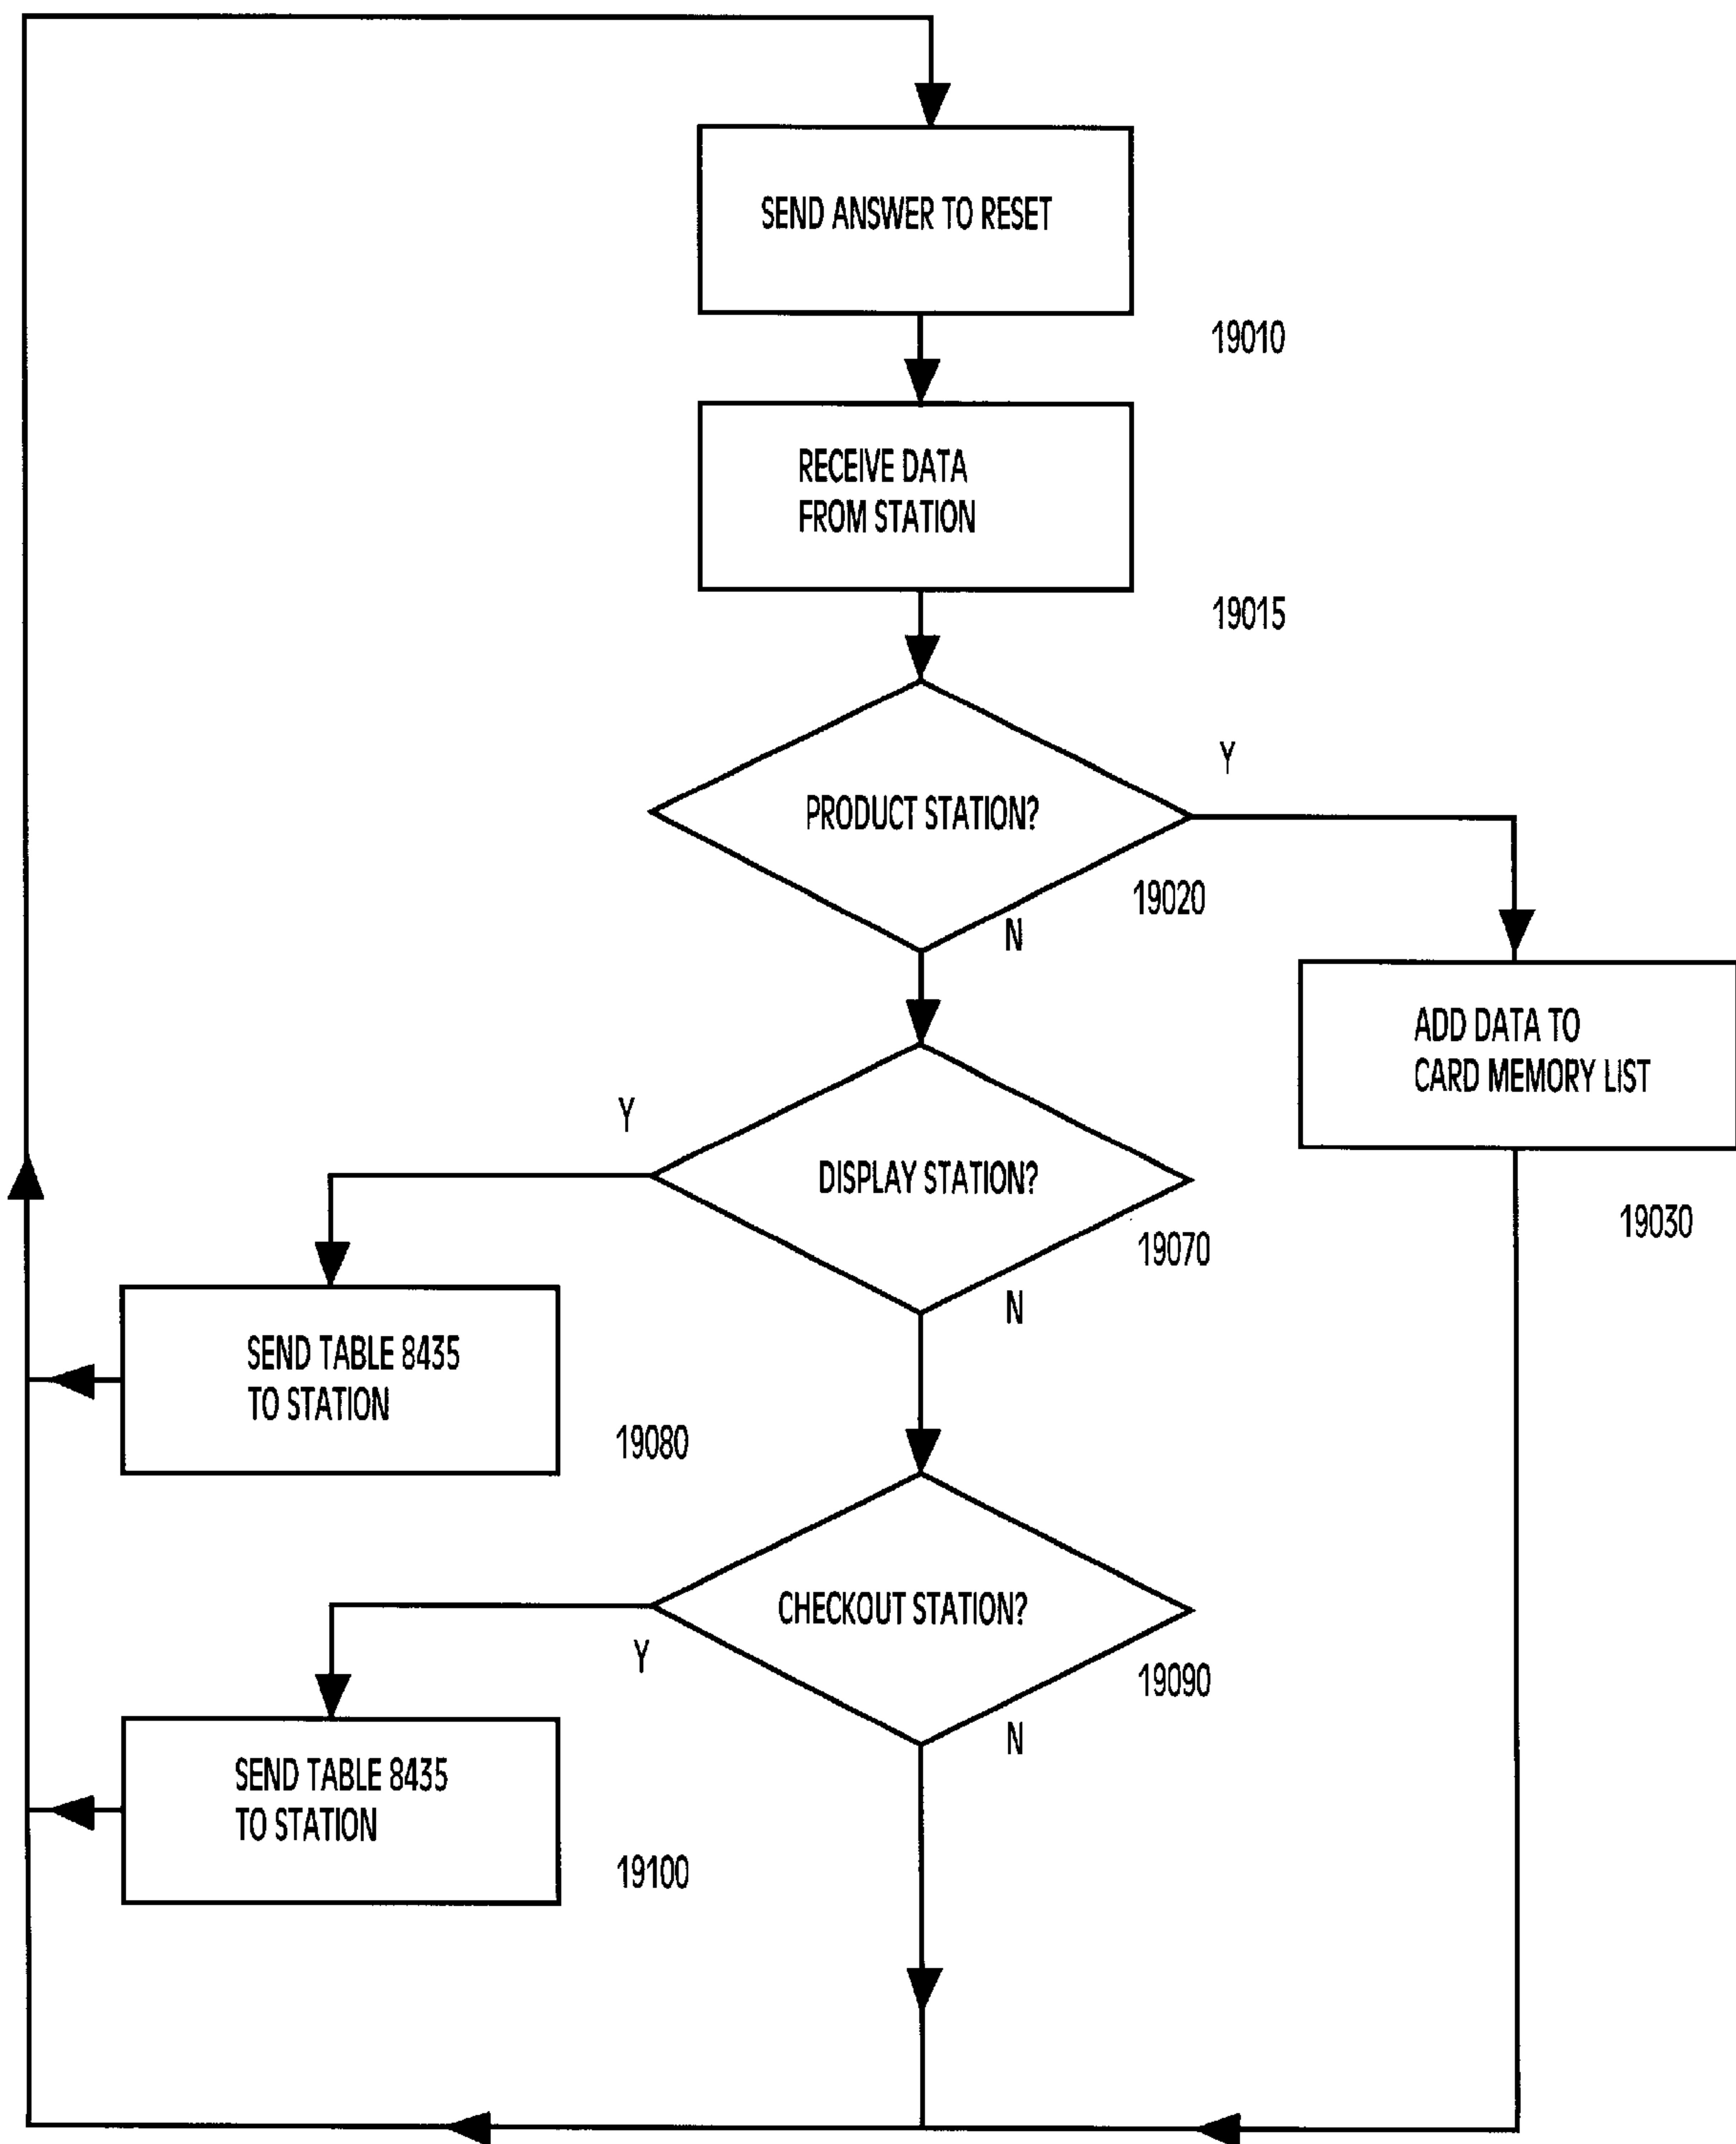 SEND ANSWER TO RESET
19010
RECEIVE DATA
FROM STATION
19015
PRODUCT STATION?
Y
19020
N
ADD DATA TO
CARD MEMORY LIST
19030
DISPLAY STATION?
Y
19070
N
SEND TABLE 8435
TO STATION
19080
CHECKOUT STATION?
Y
19090
N
SEND TABLE 8435
TO STATION
19100